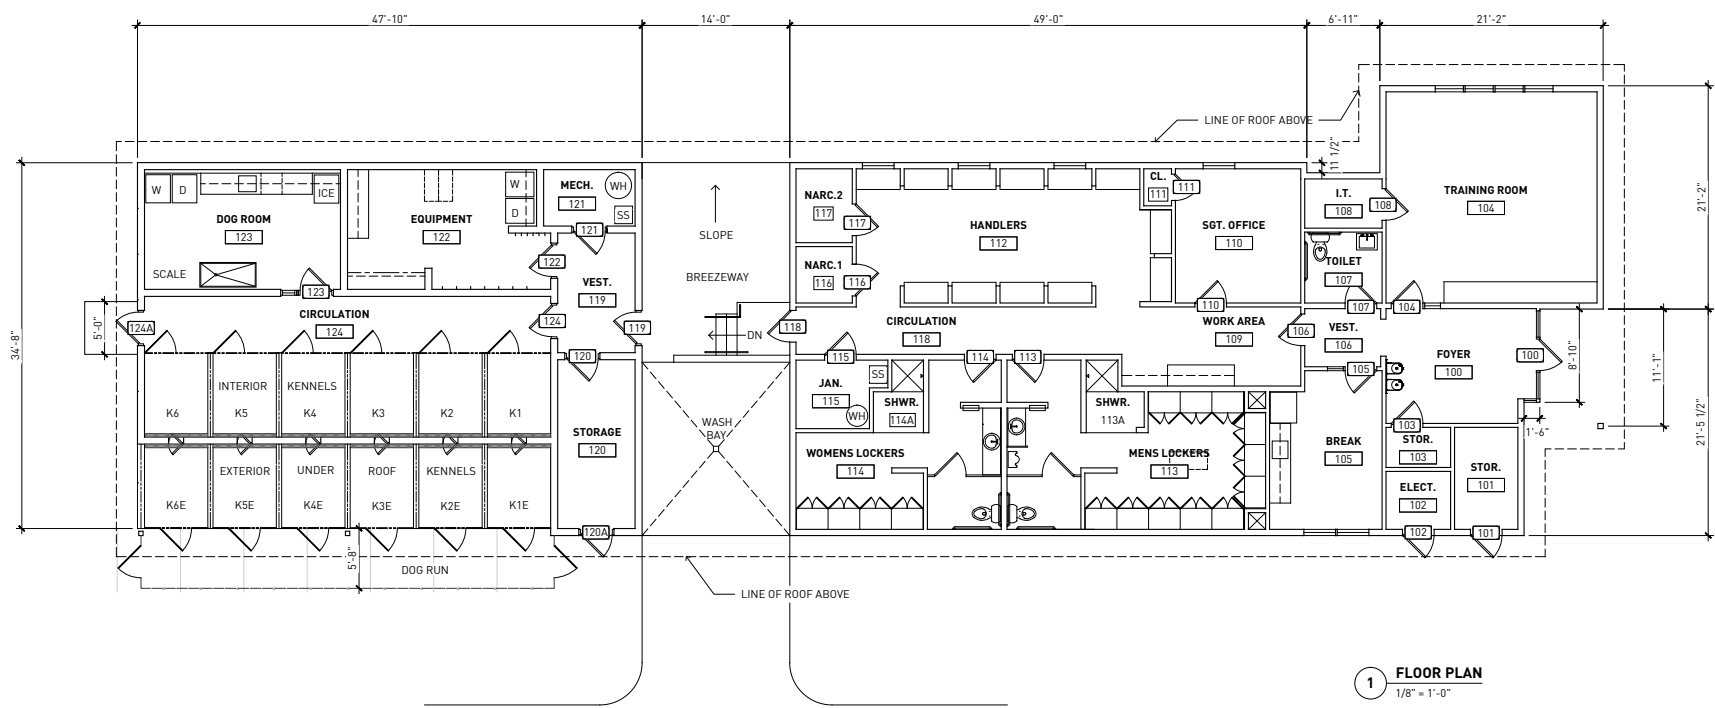 47'-10"
14'-0"
49'-0"
6'-11"
21'-2"
LINE OF ROOF ABOVE
11 1/2"
21'-2"
W
D
ICE
DOG ROOM
123
SCALE
123
EQUIPMENT
122
W
D
MECH.
121
WH
SS
121
122
VEST.
119
124
119
120
SLOPE
BREEZEWAY
DN
118
NARC.2
117
117
NARC.1
116
116
HANDLERS
112
CL.
111
111
SGT. OFFICE
110
110
I.T.
108
108
TOILET
107
107
TRAINING ROOM
104
104
34'-8"
5'-0"
124A
CIRCULATION
124
CIRCULATION
118
WORK AREA
109
106
VEST.
106
105
FOYER
100
100
8'-10"
11'-1"
21'-5 1/2"
1'-6"
INTERIOR
KENNELS
K6
K5
K4
K3
K2
K1
EXTERIOR
UNDER
ROOF
KENNELS
K6E
K5E
K4E
K3E
K2E
K1E
STORAGE
120
120A
WASH
BAY
115
JAN.
115
SS
WH
SHWR.
114A
114
113
SHWR.
113A
WOMENS LOCKERS
114
MENS LOCKERS
113
BREAK
105
103
STOR.
103
ELECT.
102
STOR.
101
102
101
5'-8"
DOG RUN
LINE OF ROOF ABOVE
1
FLOOR PLAN
1/8" = 1'-0"